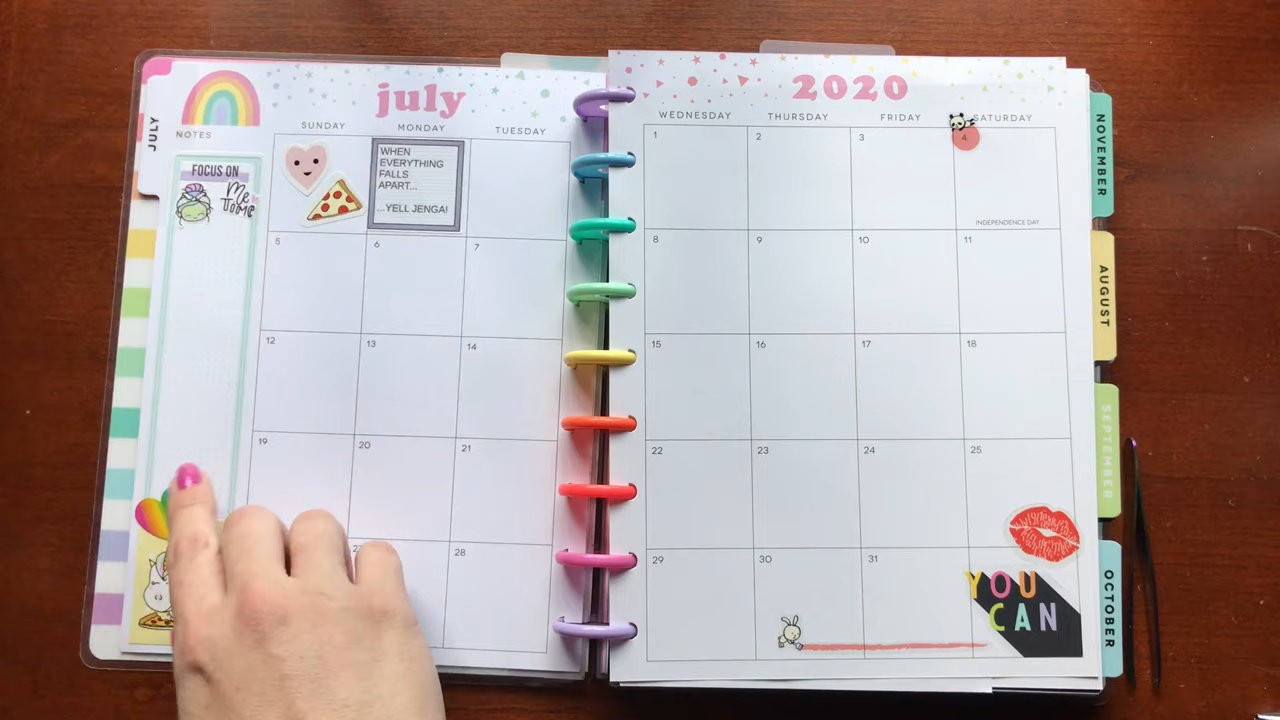 july
2020
JULY
NOTES
SUNDAY
MONDAY
TUESDAY
WEDNESDAY
THURSDAY
FRIDAY
SATURDAY
FOCUS ON
Me
Time
WHEN
EVERYTHING
FALLS
APART...
...YELL JENGA!
1
2
3
4
INDEPENDENCE DAY
5
6
7
8
9
10
11
12
13
14
15
16
17
18
19
20
21
22
23
24
25
28
29
30
31
YOU
CAN
NOVEMBER
AUGUST
SEPTEMBER
OCTOBER